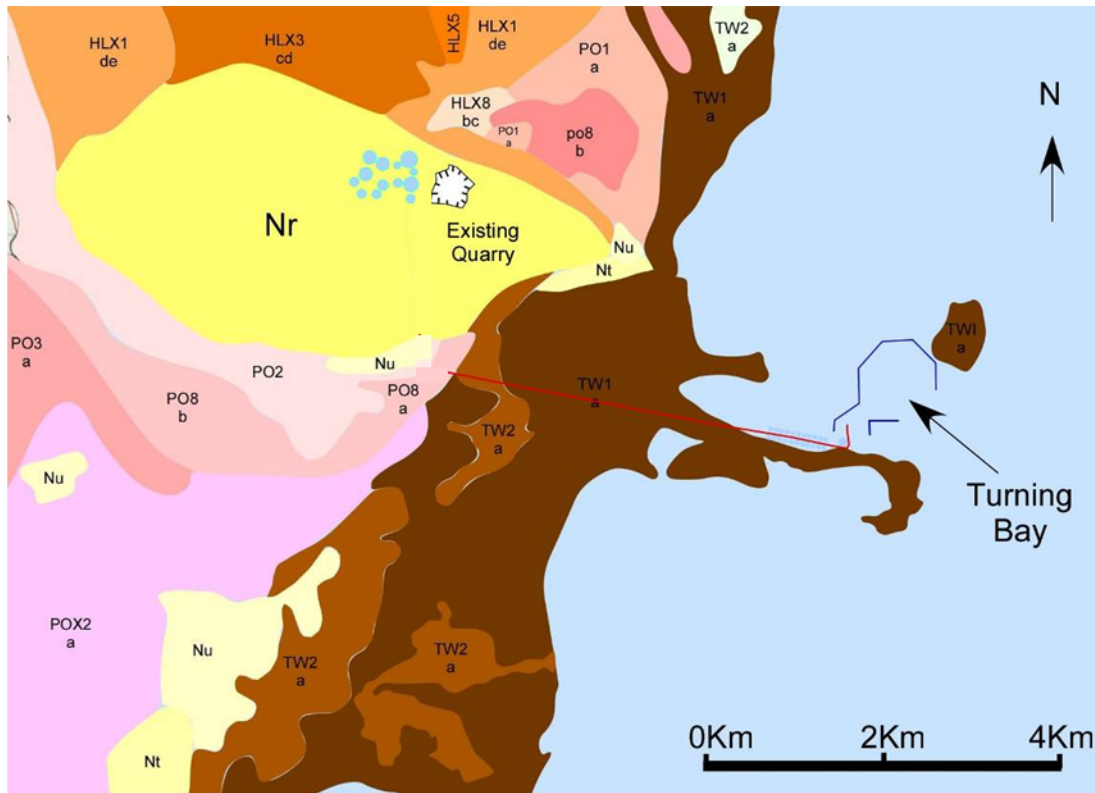 HLX1
de
HLX3
cd
HLX5
HLX1
de
TW2
a
PO1
a
HLX8
bc
PO1
a
po8
b
TW1
a
N
Nr
Existing
Quarry
Nu
Nt
PO3
a
PO8
b
PO2
Nu
PO8
a
TW2
a
TW1
a
TWI
a
Turning
Bay
Nu
POX2
a
Nu
TW2
a
TW2
a
Nt
0Km
2Km
4Km